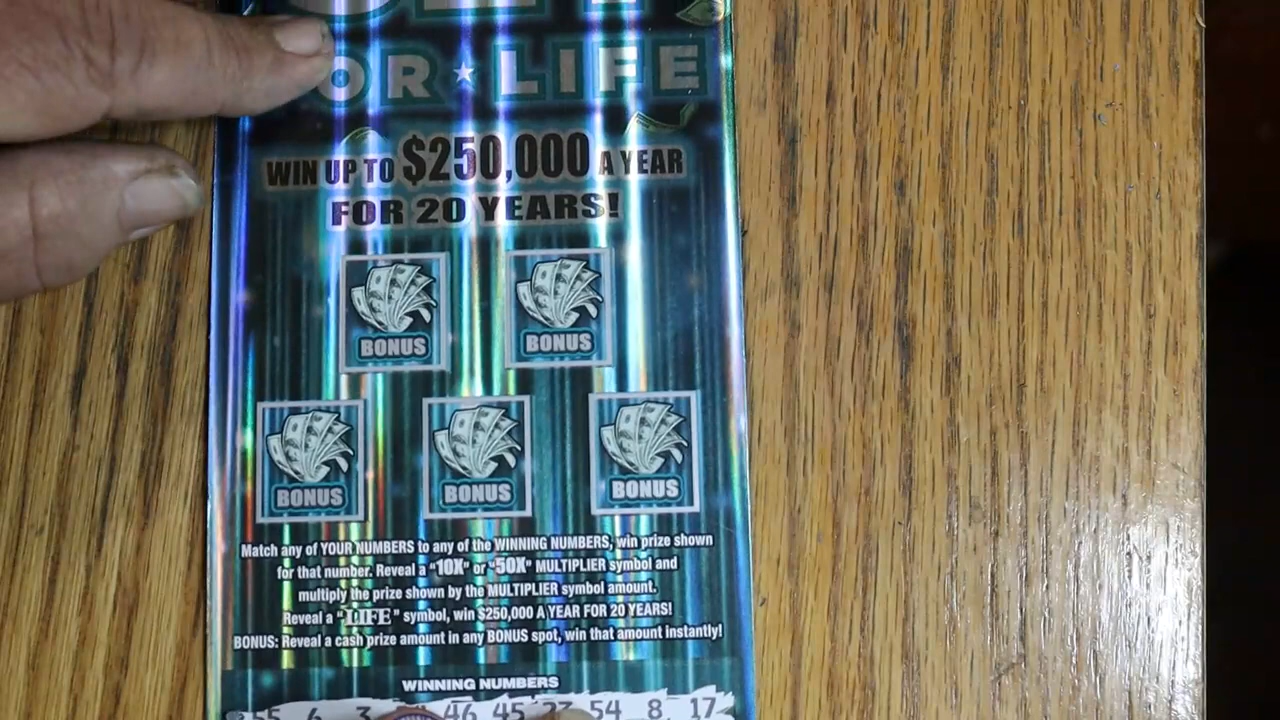 OR ★ LIFE
WIN UP TO $250,000 A YEAR
FOR 20 YEARS!
BONUS BONUS
BONUS BONUS BONUS
Match any of YOUR NUMBERS to any of the WINNING NUMBERS, win prize shown
for that number. Reveal a "10X" or "50X" MULTIPLIER symbol and
multiply the prize shown by the MULTIPLIER symbol amount.
Reveal a "LIFE" symbol, win $250,000 A YEAR FOR 20 YEARS!
BONUS: Reveal a cash prize amount in any BONUS spot, win that amount instantly!
WINNING NUMBERS
55 6 3 46 45 23 54 8 17